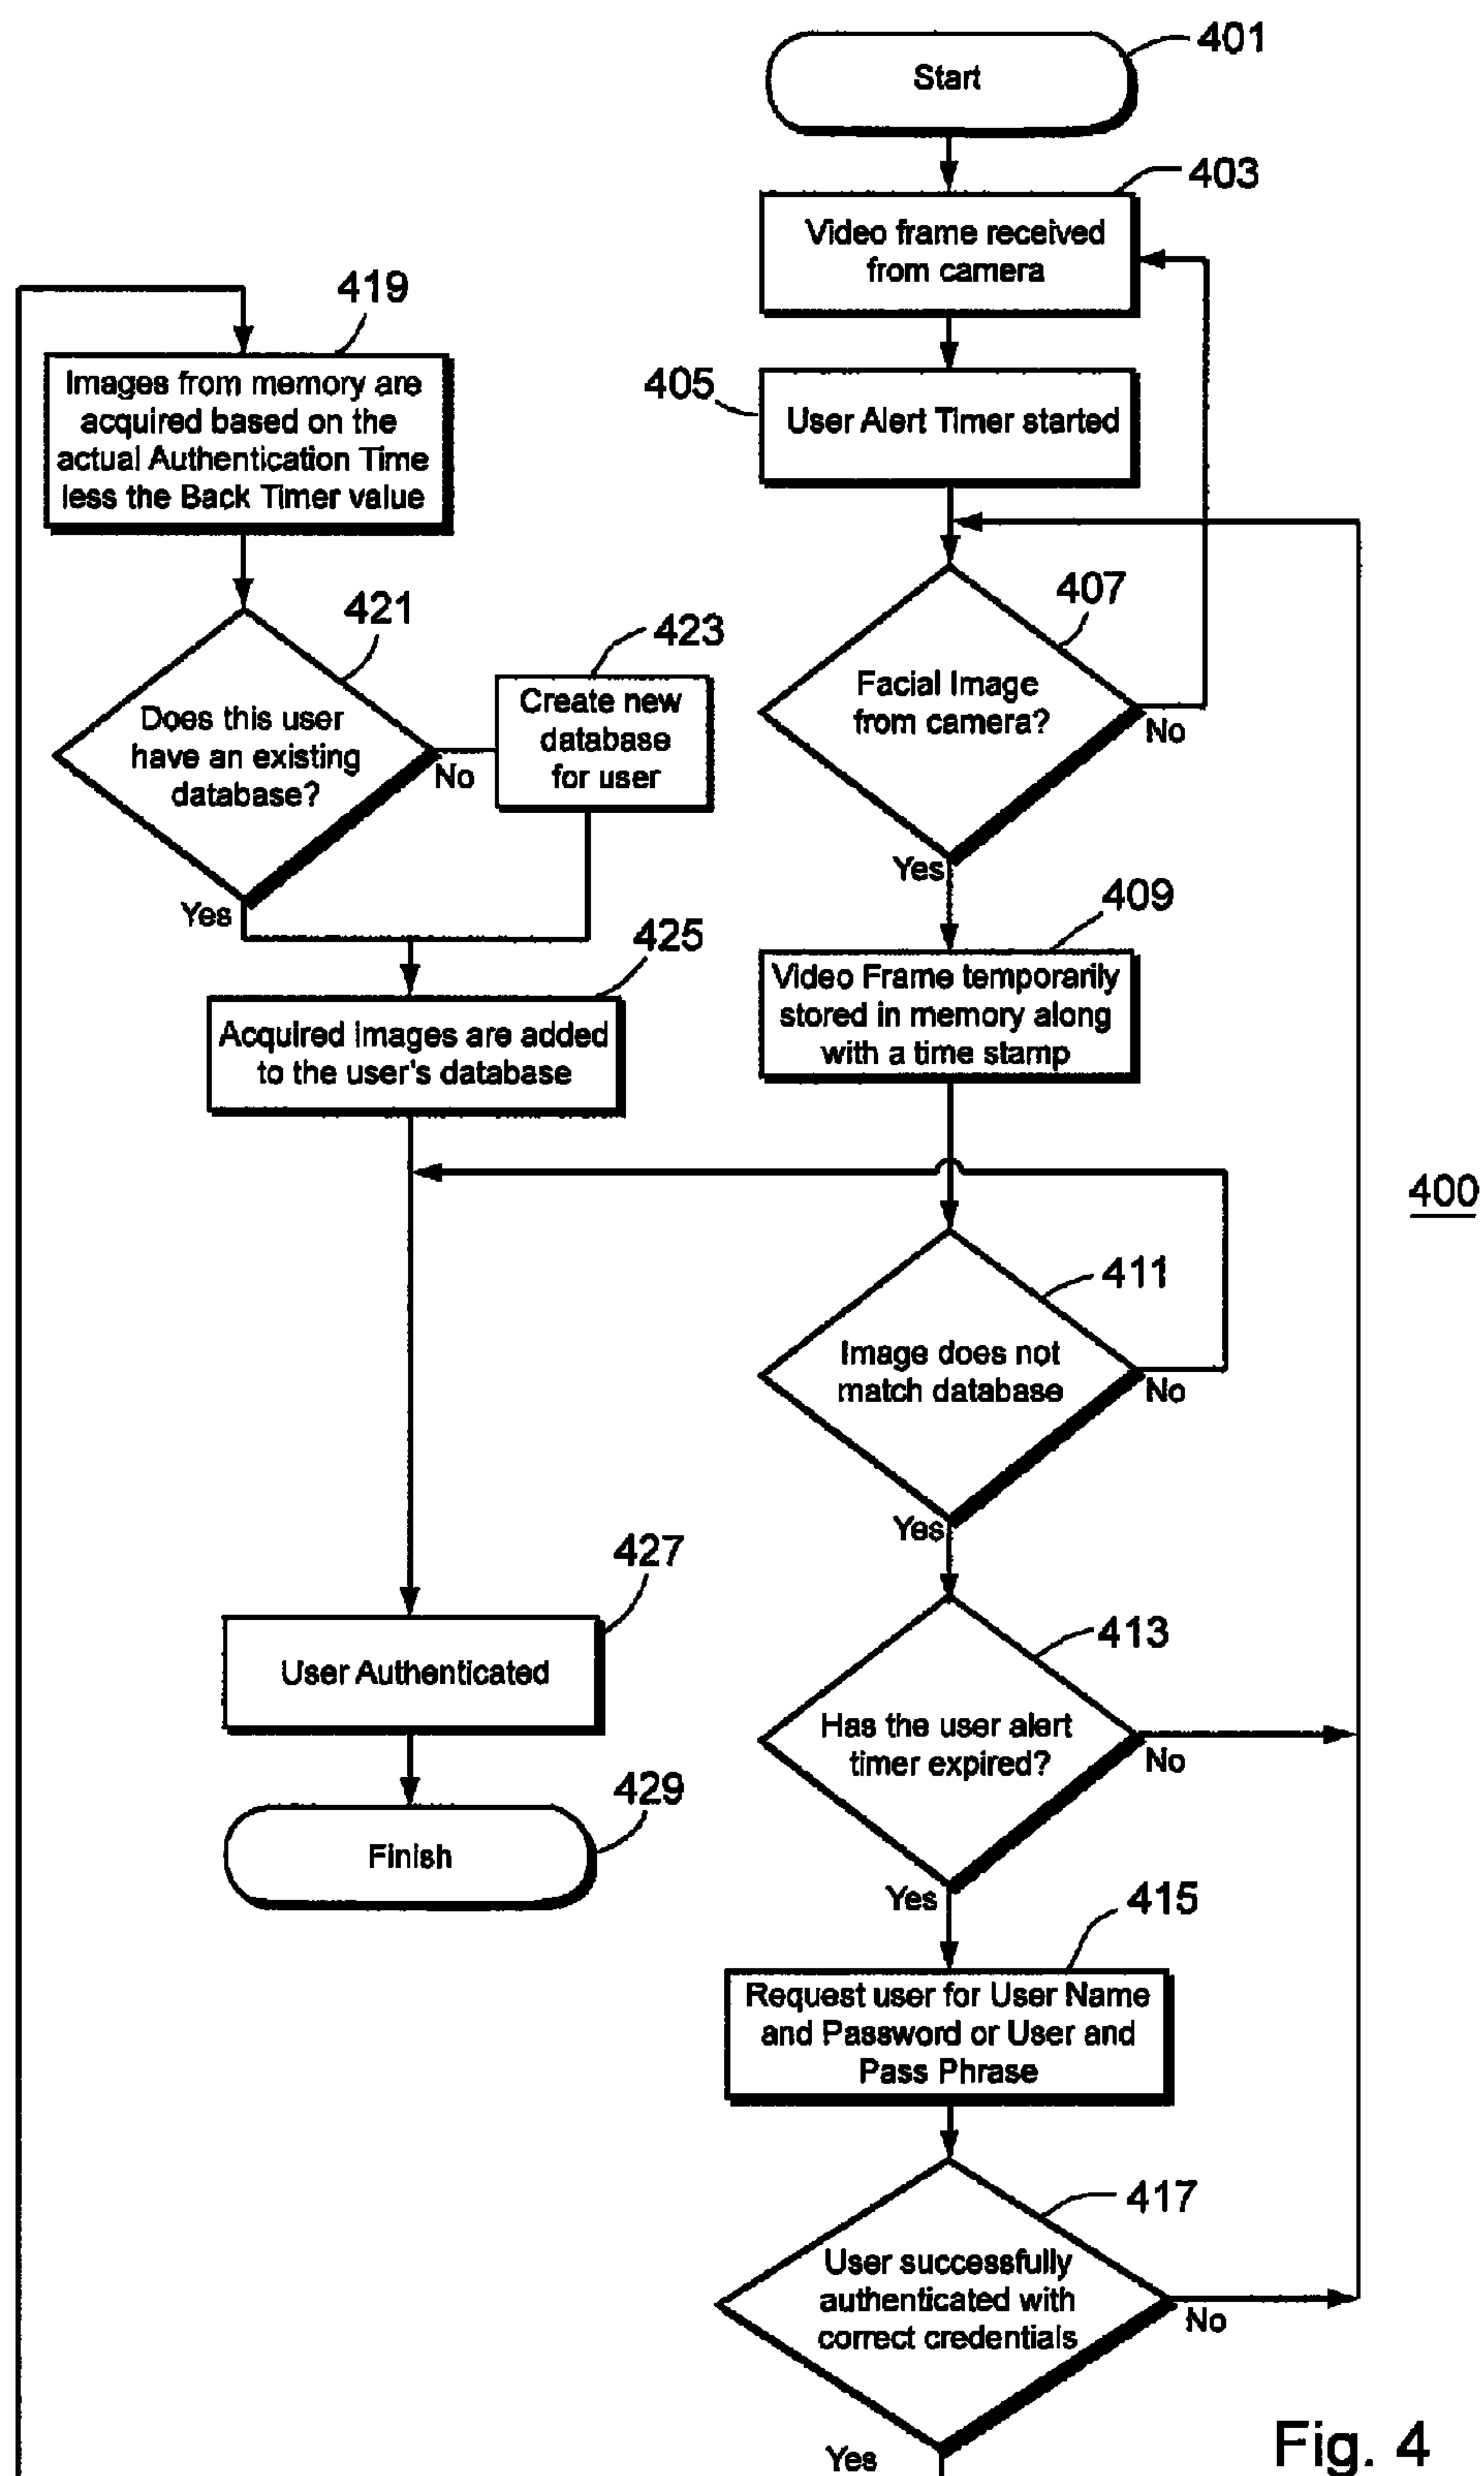 401
Start
403
Video frame received
from camera
419
Images from memory are
acquired based on the
actual Authentication Time
less the Back Timer value
405
User Alert Timer started
421
Does this user
have an existing
database?
No
Yes
423
Create new
database
for user
407
Facial Image
from camera?
No
Yes
425
Acquired Images are added
to the user's database
409
Video Frame temporarily
stored in memory along
with a time stamp
400
411
Image does not
match database
No
Yes
427
User Authenticated
413
Has the user alert
timer expired?
No
Yes
429
Finish
415
Request user for User Name
and Password or User and
Pass Phrase
417
User successfully
authenticated with
correct credentials
No
Yes
Fig. 4